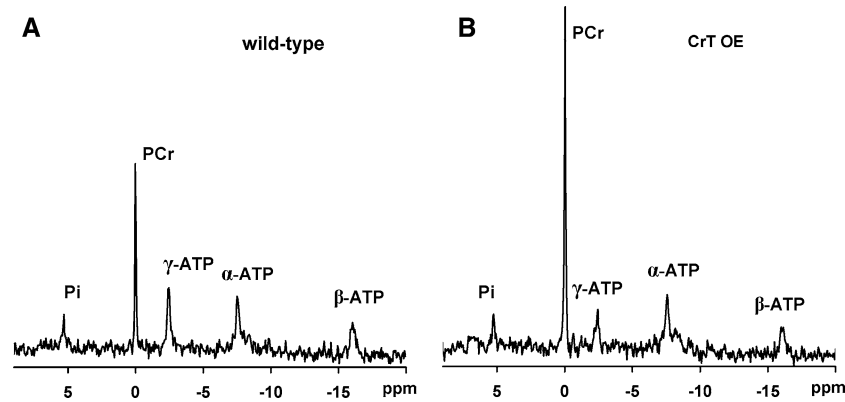 A
wild-type
PCr
γ-ATP
α-ATP
Pi
β-ATP
5 0 -5 -10 -15 ppm
B
CrT OE
PCr
α-ATP
Pi
γ-ATP
β-ATP
5 0 -5 -10 -15 ppm